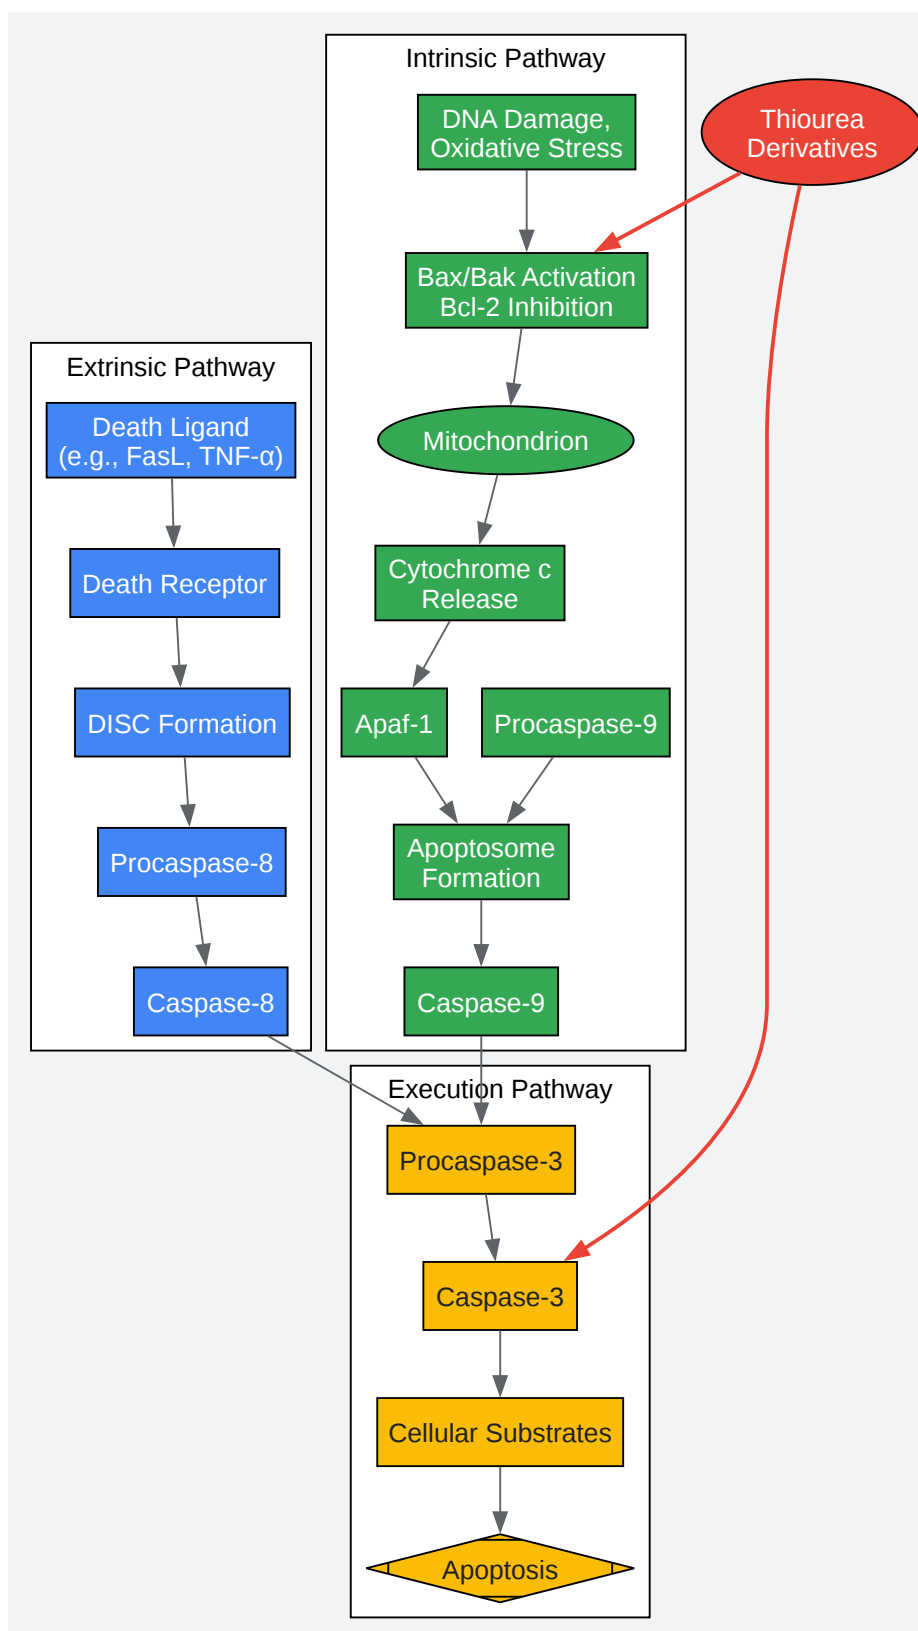 Intrinsic Pathway
DNA Damage,
Oxidative Stress
Thiourea
Derivatives
Bax/Bak Activation
Bcl-2 Inhibition
Mitochondrion
Cytochrome c
Release
Apaf-1
Procaspase-9
Apoptosome
Formation
Caspase-9
Extrinsic Pathway
Death Ligand
(e.g., FasL, TNF-α)
Death Receptor
DISC Formation
Procaspase-8
Caspase-8
Execution Pathway
Procaspase-3
Caspase-3
Cellular Substrates
Apoptosis